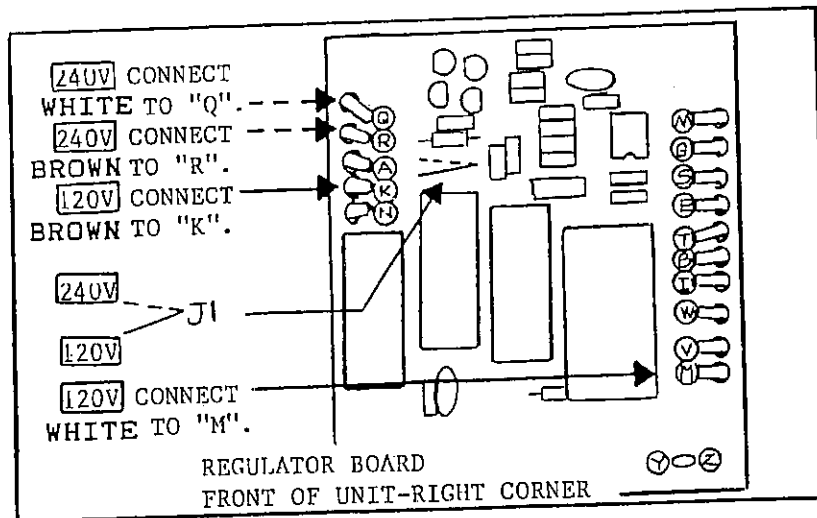 240V CONNECT
WHITE TO "Q".
240V CONNECT
BROWN TO "R".
120V CONNECT
BROWN TO "K".
240V
J1
120V
120V CONNECT
WHITE TO "M".
Q
R
A
K
N
M
G
S
E
T
B
I
W
V
M
Y
Z
REGULATOR BOARD
FRONT OF UNIT-RIGHT CORNER